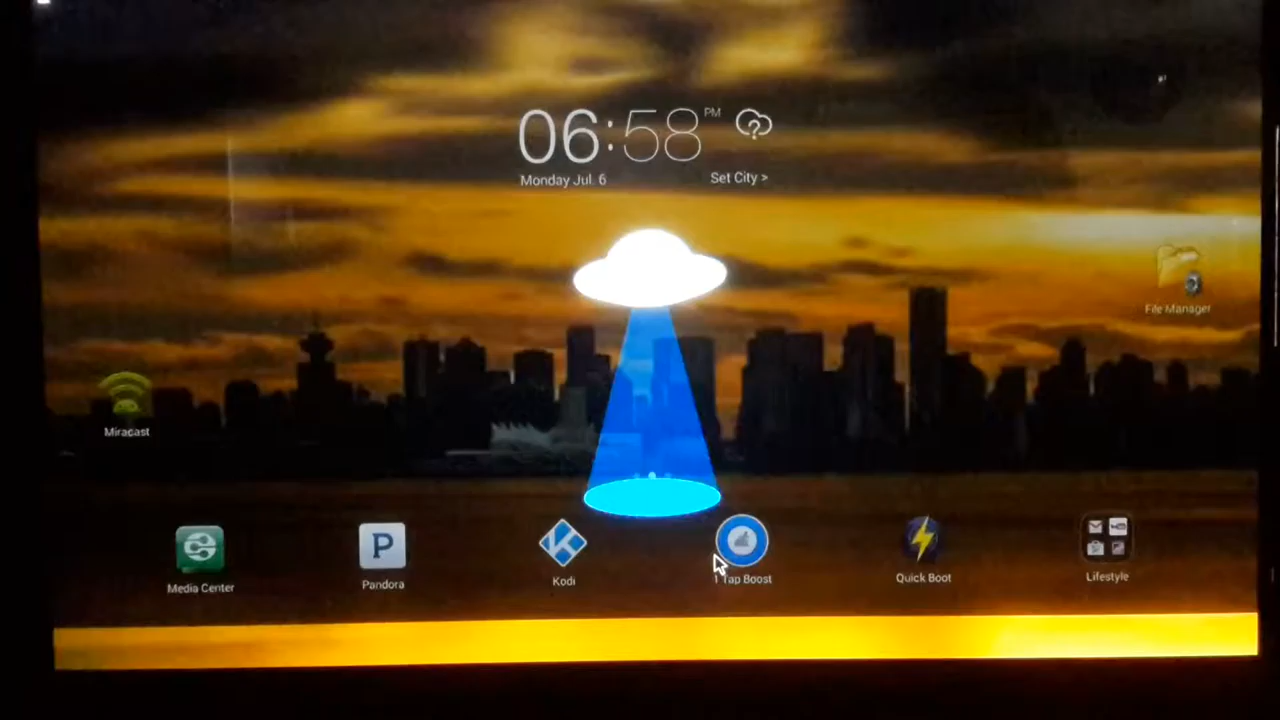 06:58 PM
Monday Jul. 6
Set City >
File Manager
Miracast
Media Center
P
Pandora
Kodi
1 Tap Boost
Quick Boot
Lifestyle